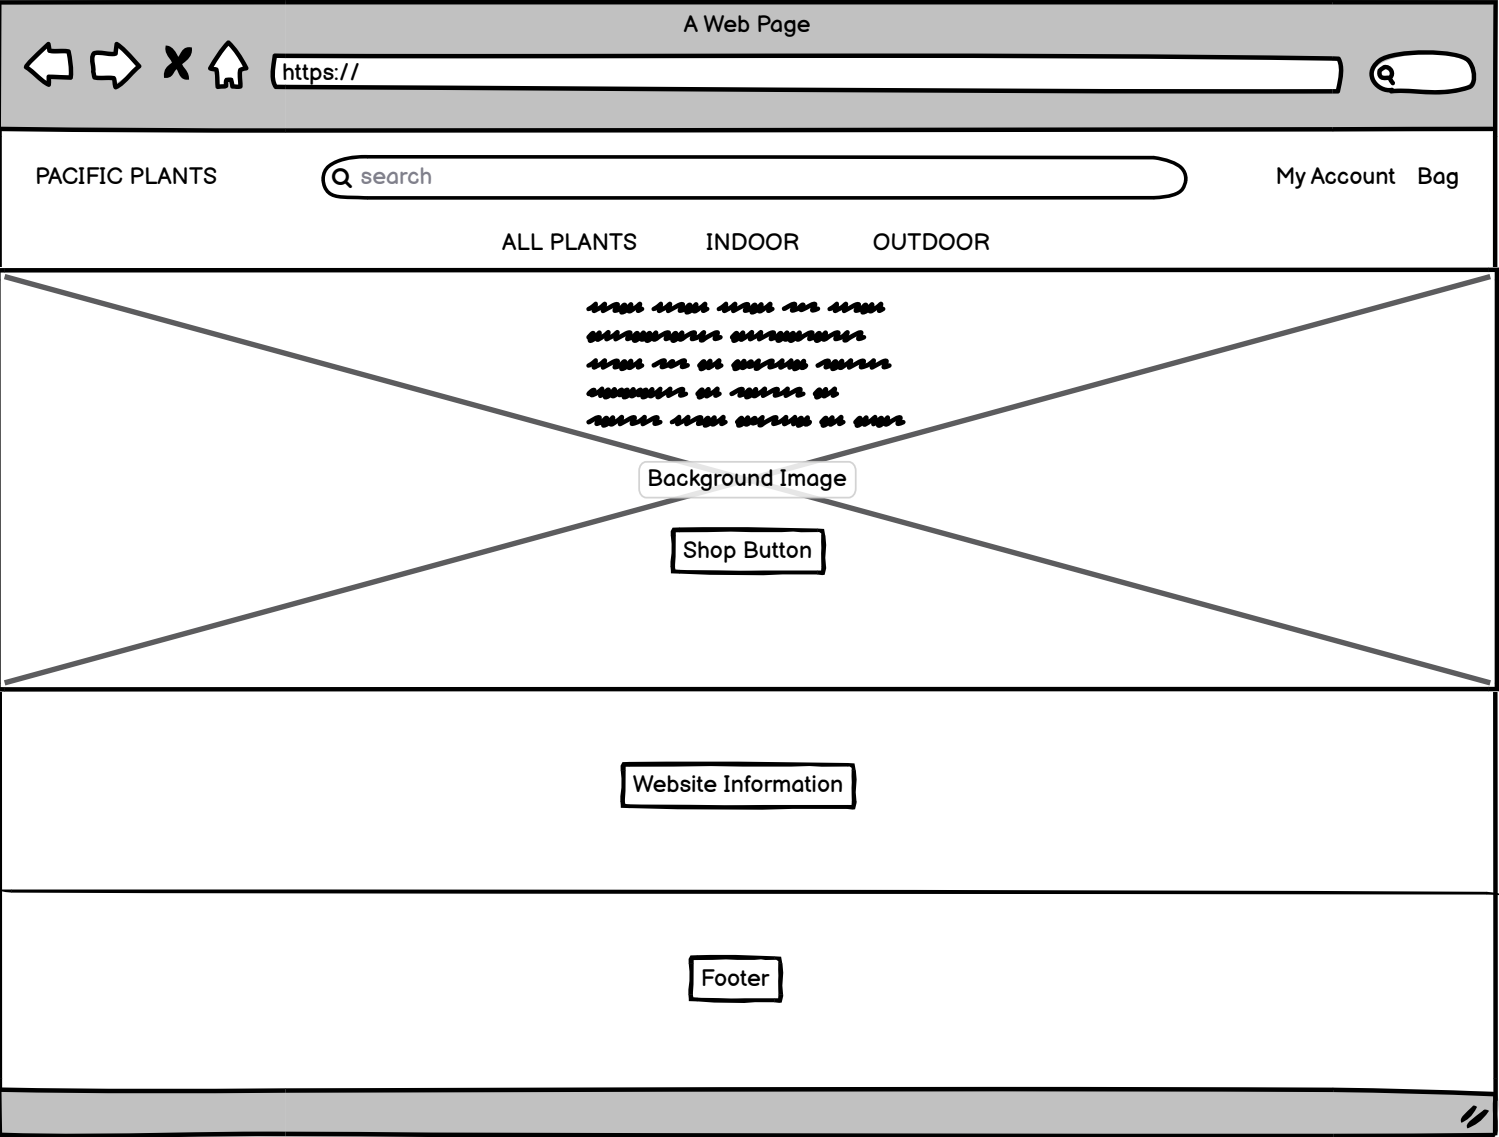 A Web Page
https://
PACIFIC PLANTS
search
My Account Bag
ALL PLANTS INDOOR OUTDOOR
Background Image
Shop Button
Website Information
Footer